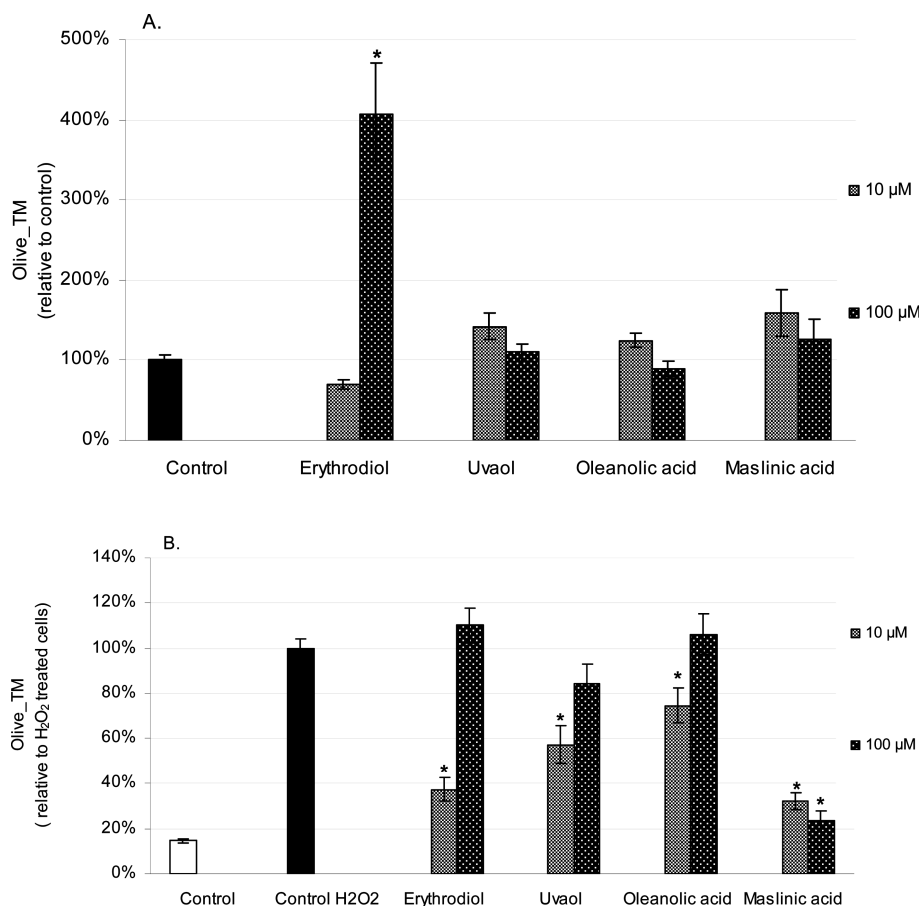 A.
500%
400%
300%
200%
100%
0%
Olive_TM
(relative to control)
*
10 µM
100 µM
Control Erythrodiol Uvaol Oleanolic acid Maslinic acid
B.
140%
120%
100%
80%
60%
40%
20%
0%
Olive_TM
( relative to H₂O₂ treated cells)
* * * * *
10 µM
100 µM
Control Control H2O2 Erythrodiol Uvaol Oleanolic acid Maslinic acid